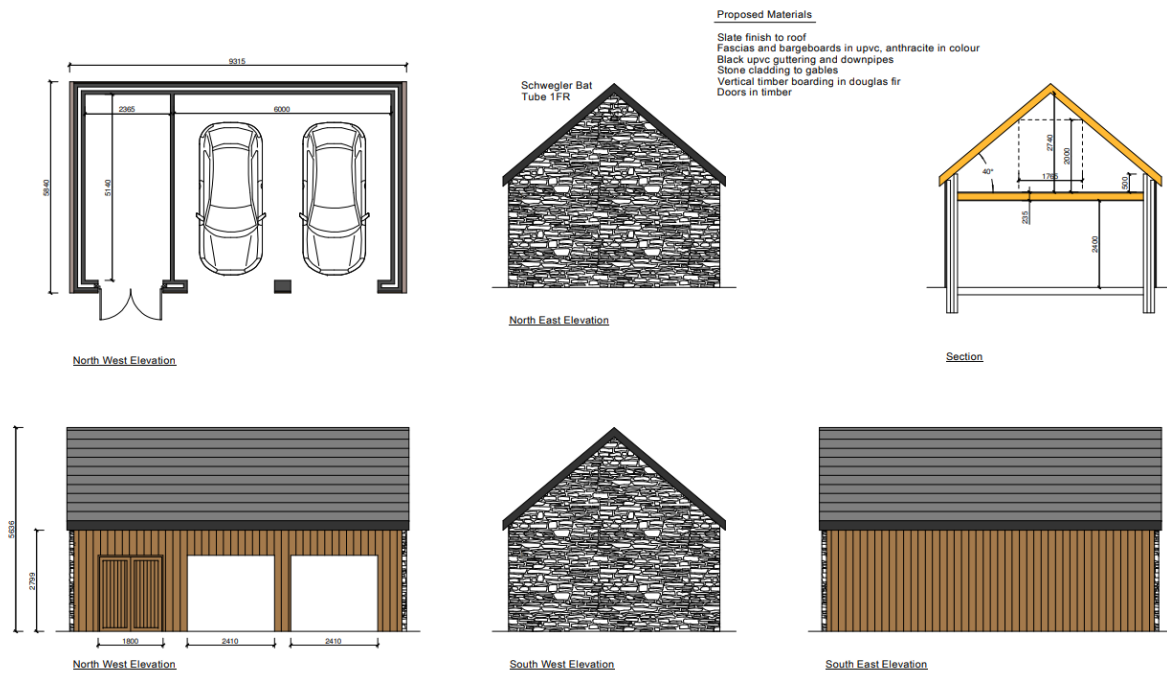 Proposed Materials
Slate finish to roof
Fascias and bargeboards in upvc, anthracite in colour
Black upvc guttering and downpipes
Stone cladding to gables
Vertical timber boarding in douglas fir
Doors in timber
9315
2365
6000
5840
5140
North West Elevation
Schwegler Bat
Tube 1FR
North East Elevation
40°
2740
2000
1765
500
235
2400
Section
5636
2799
1800
2410
2410
North West Elevation
South West Elevation
South East Elevation